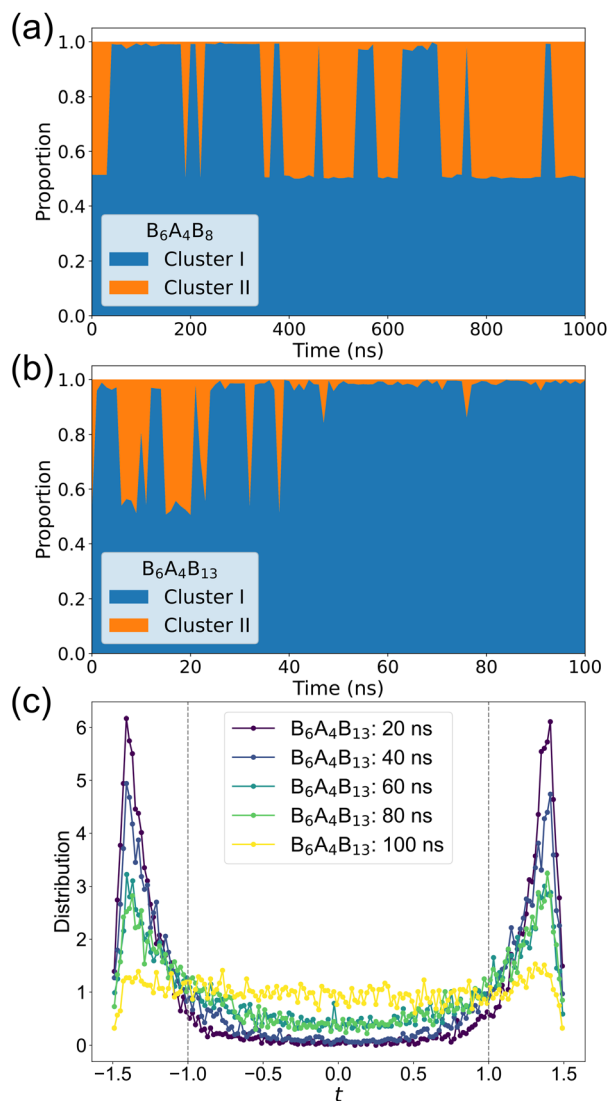 (a)
Proportion
1.0
0.8
0.6
0.4
0.2
0.0
B₆A₄B₈
Cluster I
Cluster II
0 200 400 600 800 1000
Time (ns)
(b)
Proportion
1.0
0.8
0.6
0.4
0.2
0.0
B₆A₄B₁₃
Cluster I
Cluster II
0 20 40 60 80 100
Time (ns)
(c)
Distribution
6
5
4
3
2
1
0
B₆A₄B₁₃: 20 ns
B₆A₄B₁₃: 40 ns
B₆A₄B₁₃: 60 ns
B₆A₄B₁₃: 80 ns
B₆A₄B₁₃: 100 ns
−1.5 −1.0 −0.5 0.0 0.5 1.0 1.5
t